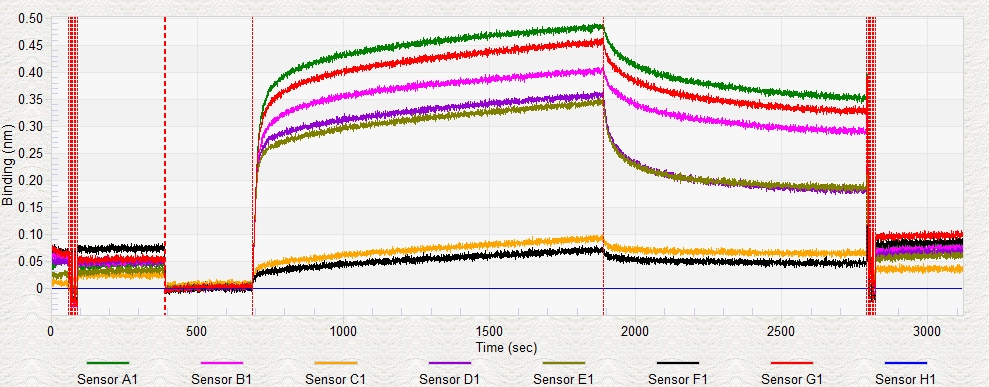 0.50
0.45
0.40
0.35
0.30
0.25
0.20
0.15
0.10
0.05
0
Binding (nm)
0 500 1000 1500 2000 2500 3000
Time (sec)
Sensor A1 Sensor B1 Sensor C1 Sensor D1 Sensor E1 Sensor F1 Sensor G1 Sensor H1